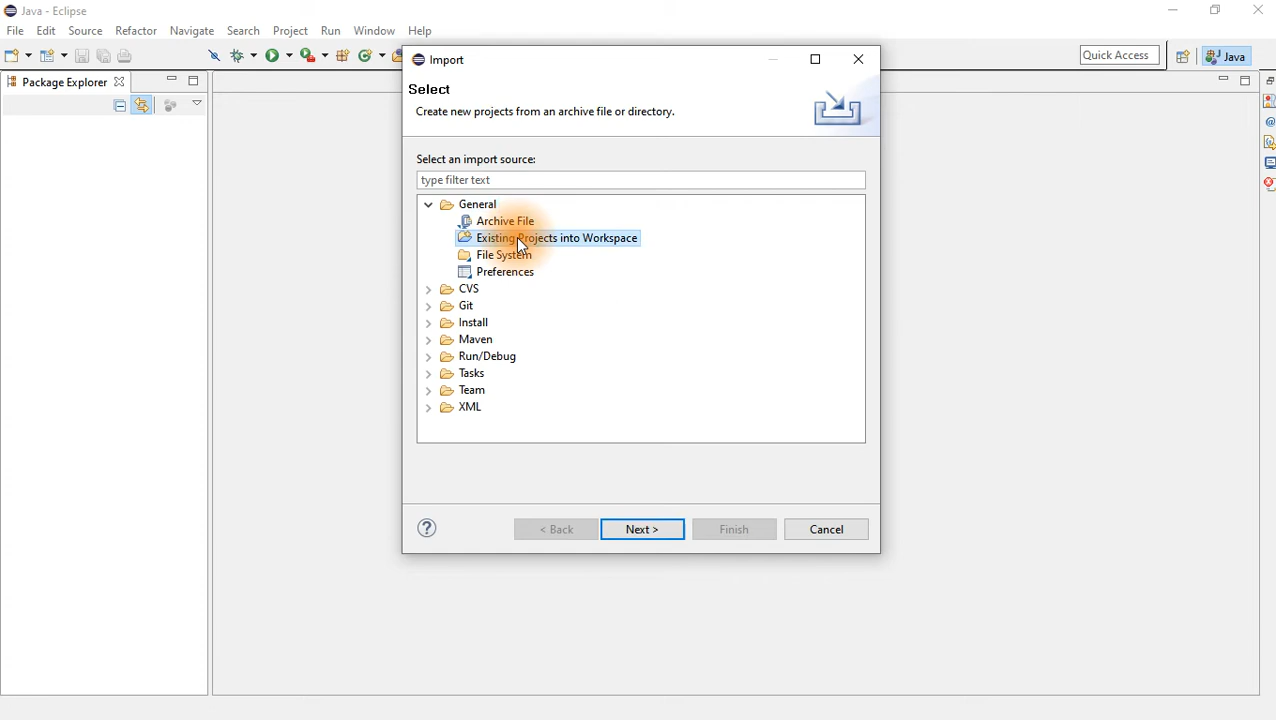 Java - Eclipse
File Edit Source Refactor Navigate Search Project Run Window Help
Quick Access Java
Package Explorer
Import
Select
Create new projects from an archive file or directory.
Select an import source:
type filter text
General
Archive File
Existing Projects into Workspace
File System
Preferences
CVS
Git
Install
Maven
Run/Debug
Tasks
Team
XML
< Back Next > Finish Cancel